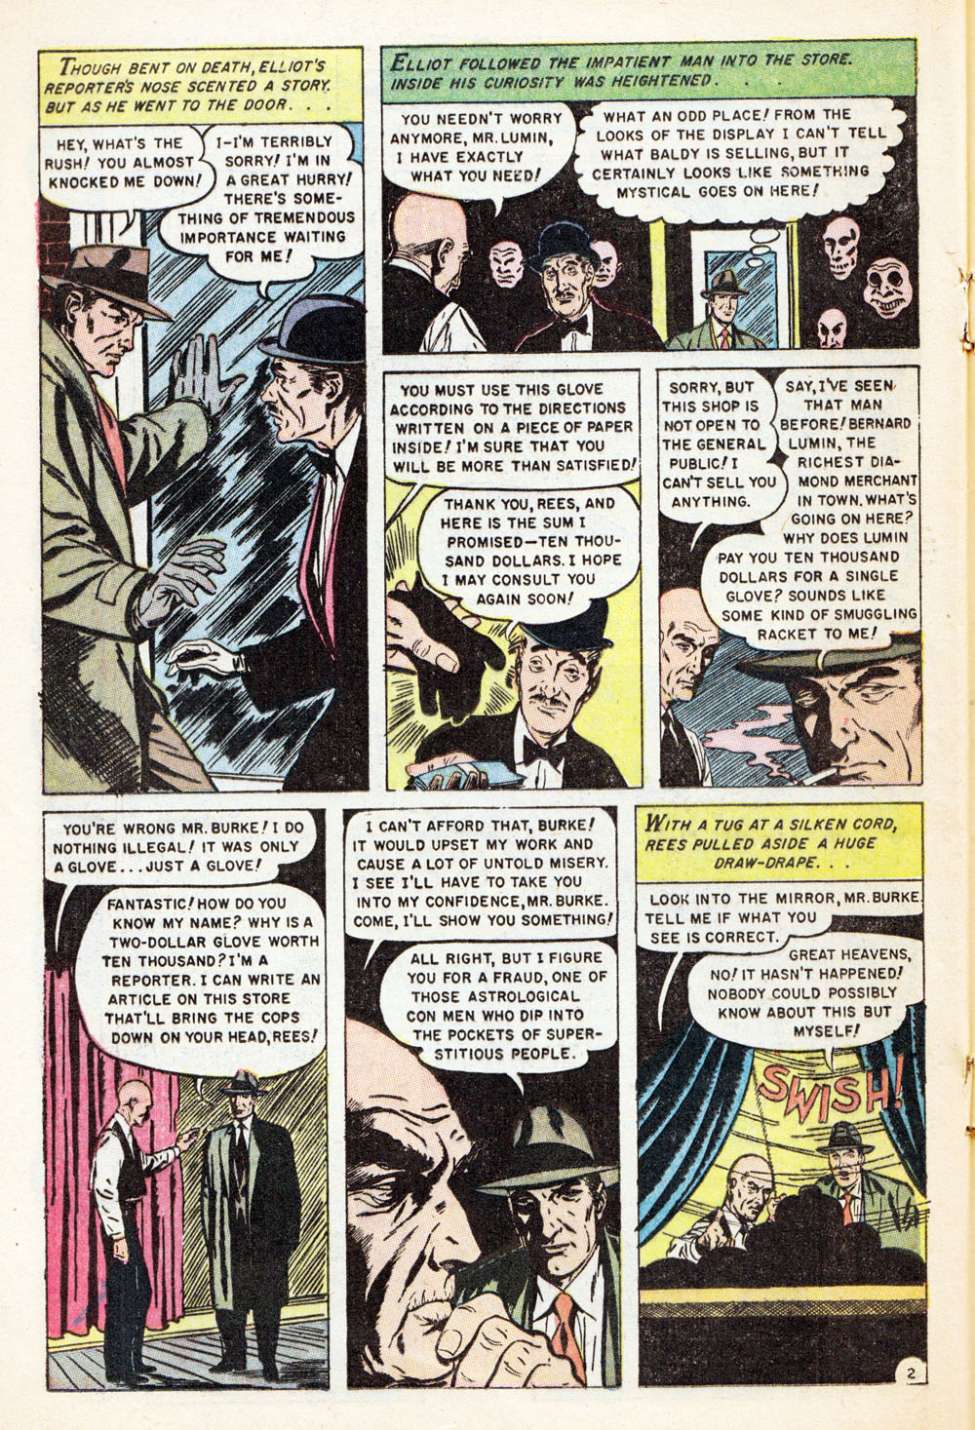 THOUGH BENT ON DEATH, ELLIOT'S
REPORTER'S NOSE SCENTED A STORY.
BUT AS HE WENT TO THE DOOR. . .
HEY, WHAT'S THE
RUSH! YOU ALMOST
KNOCKED ME DOWN!
I-I'M TERRIBLY
SORRY! I'M IN
A GREAT HURRY!
THERE'S SOME-
THING OF TREMENDOUS
IMPORTANCE WAITING
FOR ME!
ELLIOT FOLLOWED THE IMPATIENT MAN INTO THE STORE.
INSIDE HIS CURIOSITY WAS HEIGHTENED. . . .
YOU NEEDN'T WORRY
ANYMORE, MR. LUMIN,
I HAVE EXACTLY
WHAT YOU NEED!
WHAT AN ODD PLACE! FROM THE
LOOKS OF THE DISPLAY I CAN'T TELL
WHAT BALDY IS SELLING, BUT IT
CERTAINLY LOOKS LIKE SOMETHING
MYSTICAL GOES ON HERE!
YOU MUST USE THIS GLOVE
ACCORDING TO THE DIRECTIONS
WRITTEN ON A PIECE OF PAPER
INSIDE! I'M SURE THAT YOU
WILL BE MORE THAN SATISFIED!
THANK YOU, REES, AND
HERE IS THE SUM I
PROMISED—TEN THOU-
SAND DOLLARS. I HOPE
I MAY CONSULT YOU
AGAIN SOON!
SORRY, BUT
THIS SHOP IS
NOT OPEN TO
THE GENERAL
PUBLIC! I
CAN'T SELL YOU
ANYTHING.
SAY, I'VE SEEN
THAT MAN
BEFORE! BERNARD
LUMIN, THE
RICHEST DIA-
MOND MERCHANT
IN TOWN. WHAT'S
GOING ON HERE?
WHY DOES LUMIN
PAY YOU TEN THOUSAND
DOLLARS FOR A SINGLE
GLOVE? SOUNDS LIKE
SOME KIND OF SMUGGLING
RACKET TO ME!
YOU'RE WRONG MR. BURKE! I DO
NOTHING ILLEGAL! IT WAS ONLY
A GLOVE...JUST A GLOVE!
FANTASTIC! HOW DO YOU
KNOW MY NAME? WHY IS A
TWO-DOLLAR GLOVE WORTH
TEN THOUSAND? I'M A
REPORTER. I CAN WRITE AN
ARTICLE ON THIS STORE
THAT'LL BRING THE COPS
DOWN ON YOUR HEAD, REES!
I CAN'T AFFORD THAT, BURKE!
IT WOULD UPSET MY WORK AND
CAUSE A LOT OF UNTOLD MISERY.
I SEE I'LL HAVE TO TAKE YOU
INTO MY CONFIDENCE, MR. BURKE.
COME, I'LL SHOW YOU SOMETHING!
ALL RIGHT, BUT I FIGURE
YOU FOR A FRAUD, ONE OF
THOSE ASTROLOGICAL
CON MEN WHO DIP INTO
THE POCKETS OF SUPER-
STITIOUS PEOPLE.
WITH A TUG AT A SILKEN CORD,
REES PULLED ASIDE A HUGE
DRAW-DRAPE. . .
LOOK INTO THE MIRROR, MR. BURKE.
TELL ME IF WHAT YOU
SEE IS CORRECT.
GREAT HEAVENS,
NO! IT HASN'T HAPPENED!
NOBODY COULD POSSIBLY
KNOW ABOUT THIS BUT
MYSELF!
SWISH!
2